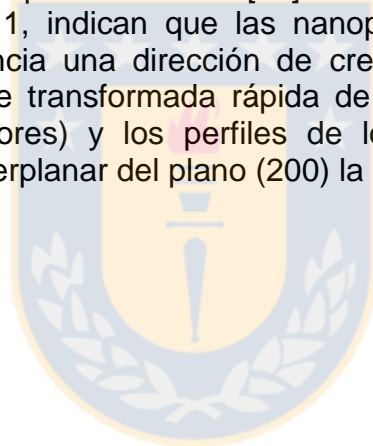 1, indican que las nanop
ncia una dirección de cre
e transformada rápida de
ores) y los perfiles de lo
erplanar del plano (200) la